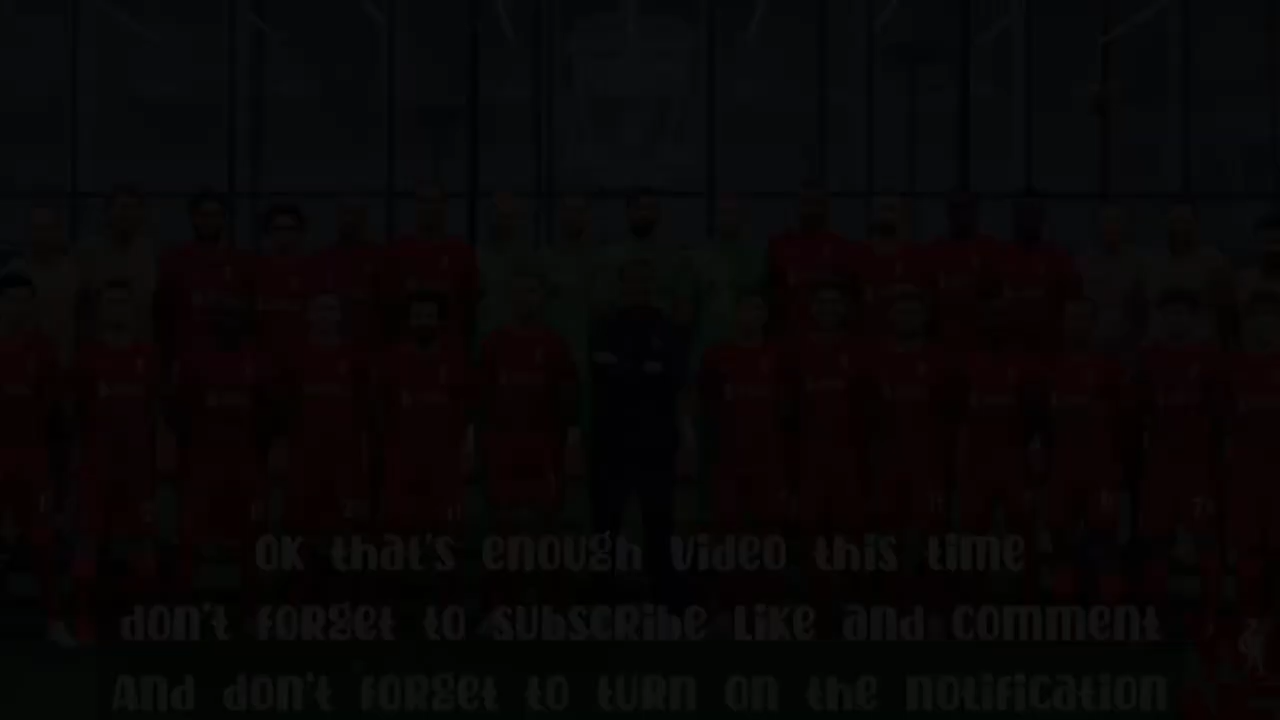 OK that's enough video this time
don't forget to subscribe Like and comment
And don't forget to turn on the notification